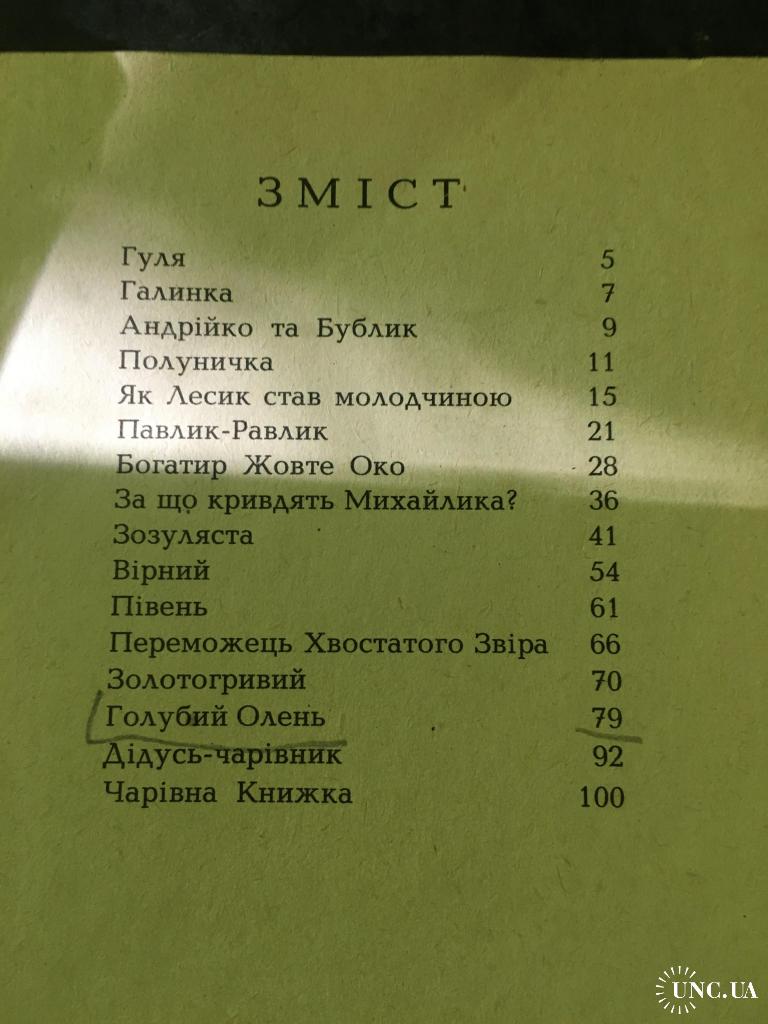 ЗМІСТ
Гуля 5
Галинка 7
Андрійко та Бублик 9
Полуничка 11
Як Лесик став молодчиною 15
Павлик-Равлик 21
Богатир Жовте Око 28
За що кривдять Михайлика? 36
Зозуляста 41
Вірний 54
Півень 61
Переможець Хвостатого Звіра 66
Золотогривий 70
Голубий Олень 79
Дідусь-чарівник 92
Чарівна Книжка 100
UNC.UA